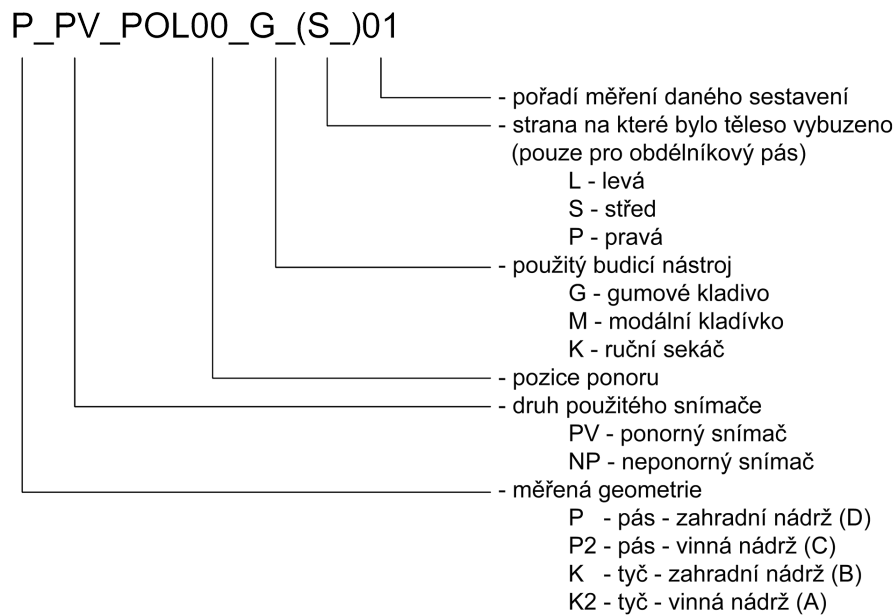 P_PV_POL00_G_(S_)01
- pořadí měření daného sestavení
- strana na které bylo těleso vybuzeno
(pouze pro obdélníkový pás)
L - levá
S - střed
P - pravá
- použitý budicí nástroj
G - gumové kladivo
M - modální kladívko
K - ruční sekáč
- pozice ponoru
- druh použitého snímače
PV - ponorný snímač
NP - neponorný snímač
- měřená geometrie
P - pás - zahradní nádrž (D)
P2 - pás - vinná nádrž (C)
K - tyč - zahradní nádrž (B)
K2 - tyč - vinná nádrž (A)